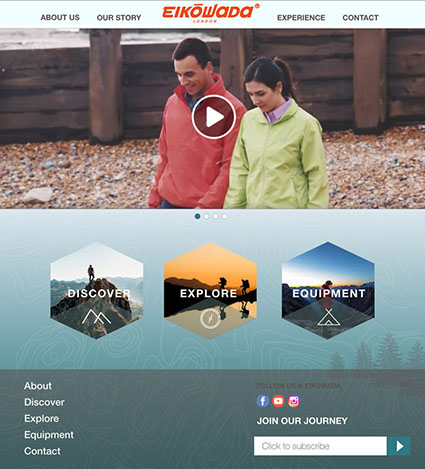 ABOUT US OUR STORY EIKŌWADA® EXPERIENCE CONTACT
LONDON
DISCOVER EXPLORE EQUIPMENT
About
Discover
Explore
Equipment
Contact
FOLLOW US @ EIKOWADA
JOIN OUR JOURNEY
Click to subscribe